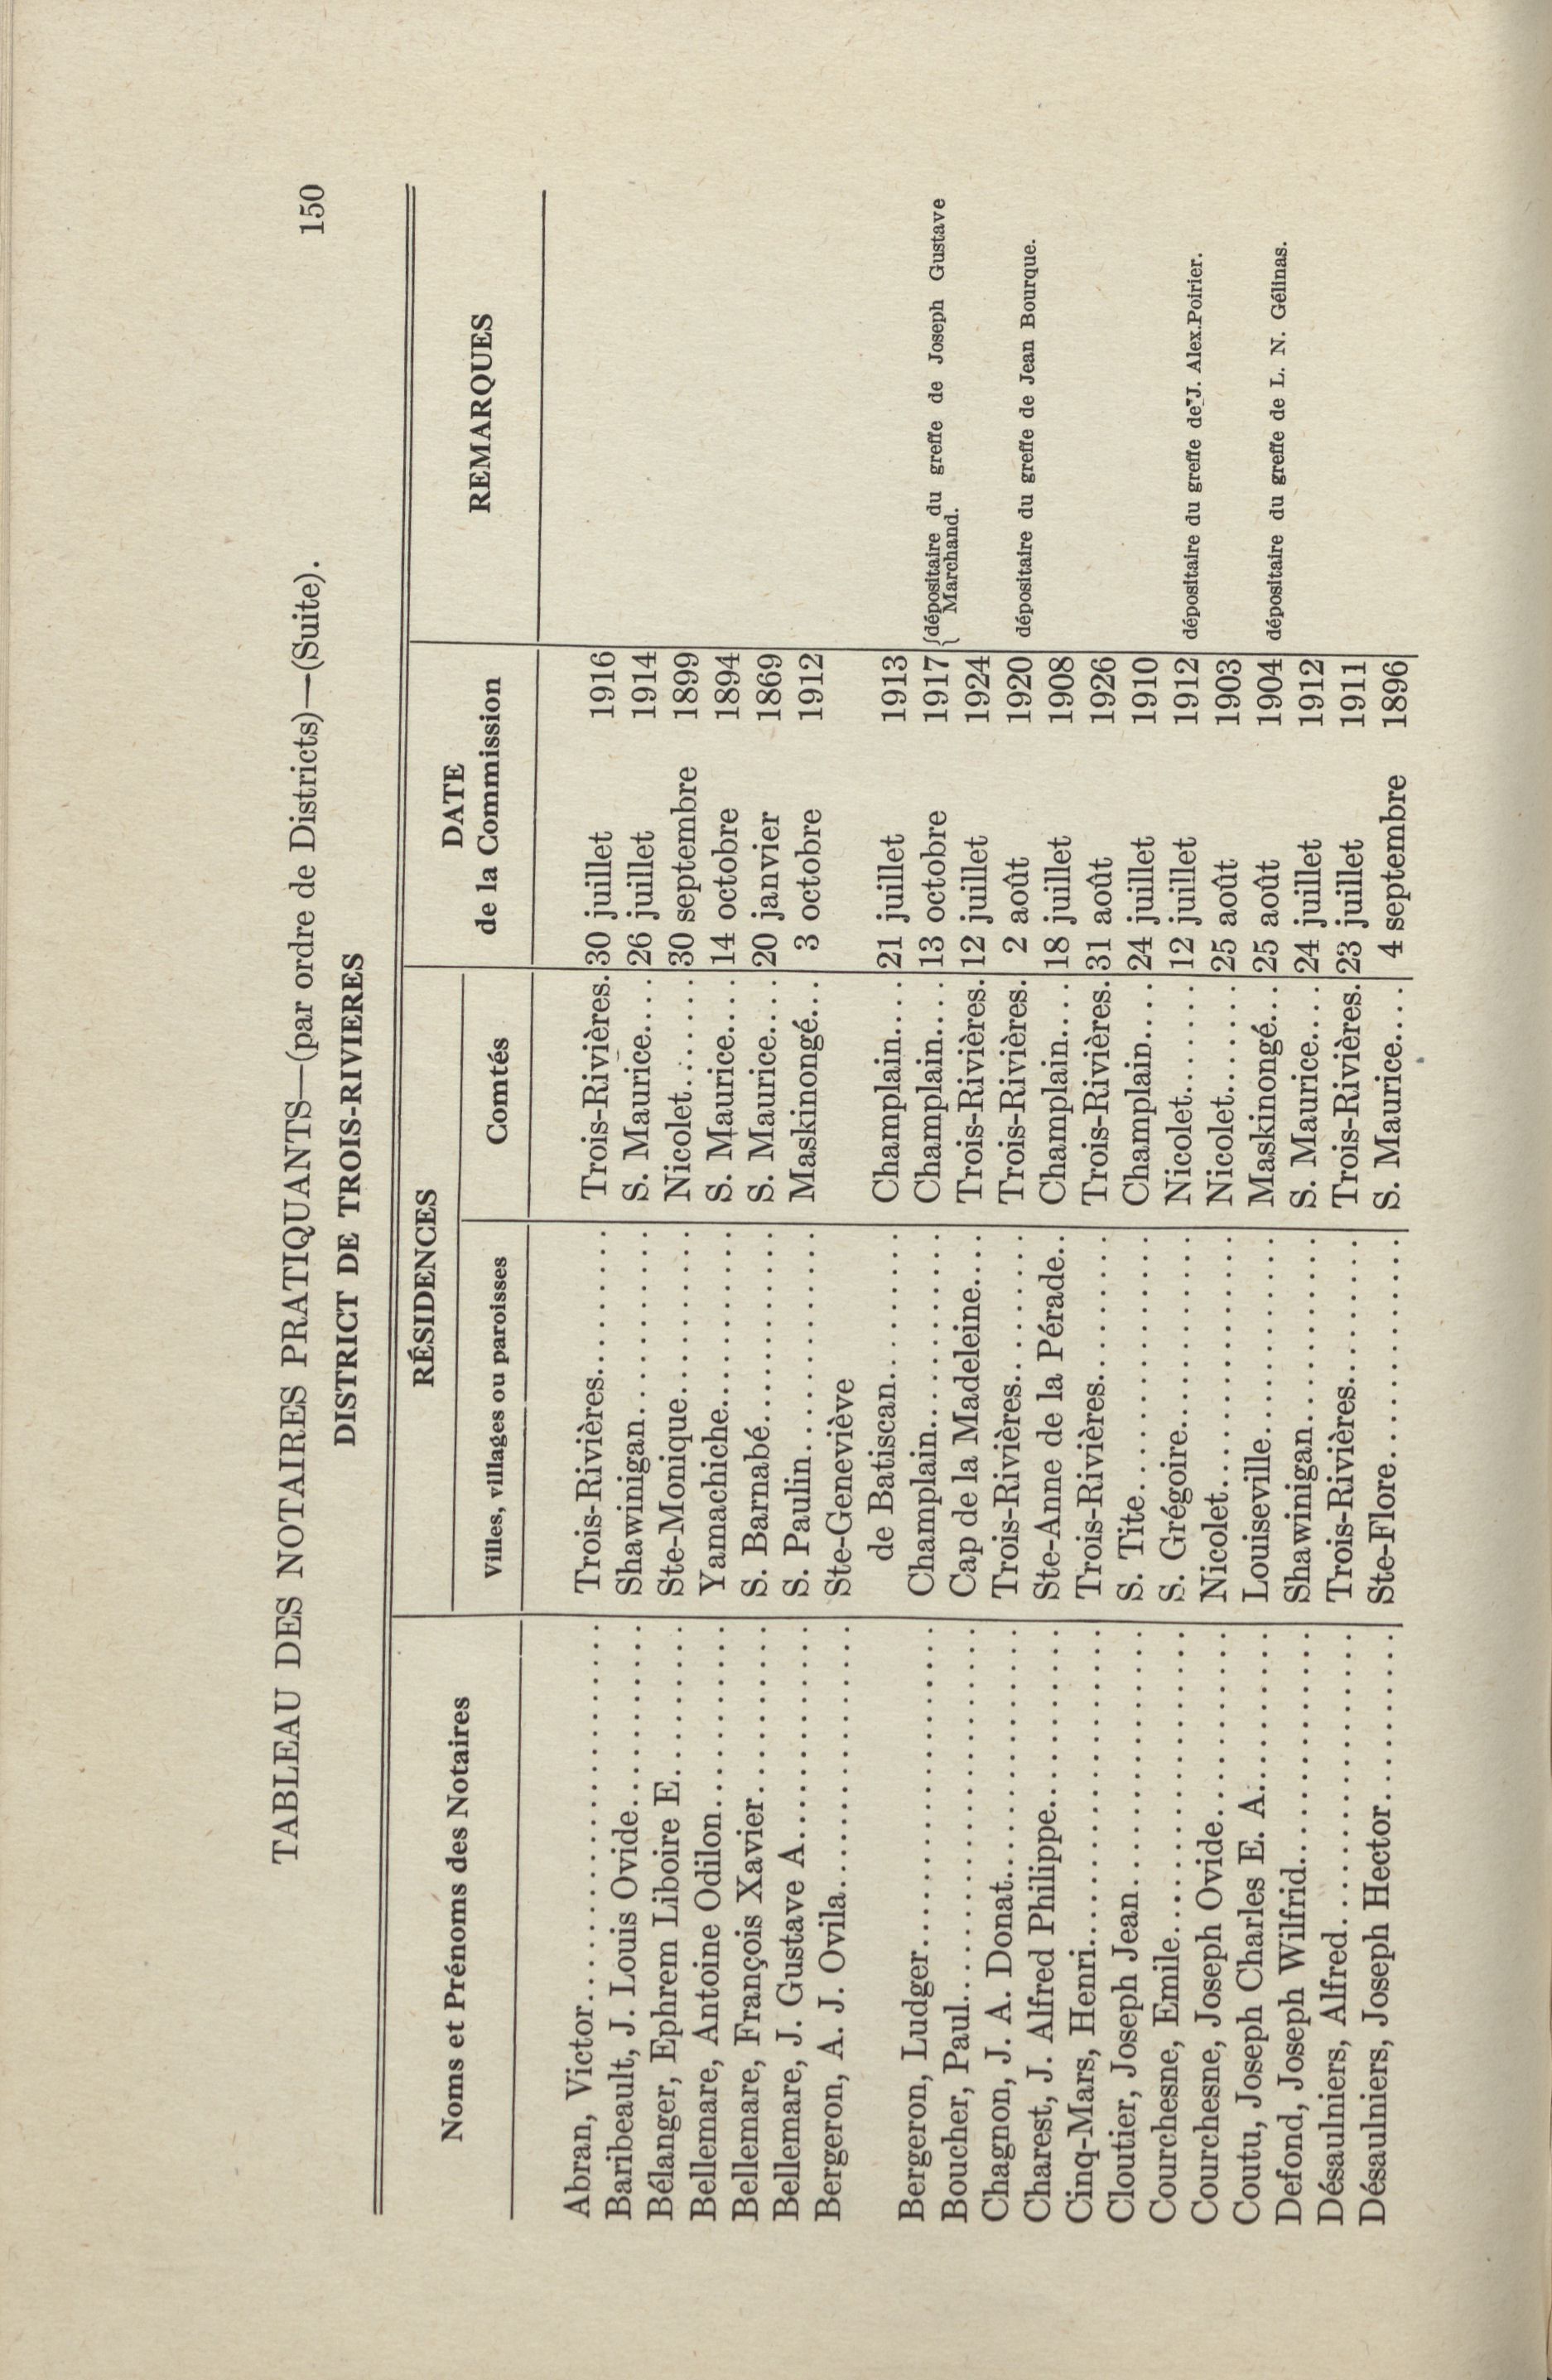 TABLEAU DES NOTAIRES PRATIQUANTS—(par ordre de Districts)—(Suite). 150
DISTRICT DE TROIS-RIVIERES
Noms et Prénoms des Notaires RÉSIDENCES DATE de la Commission REMARQUES
Villes, villages ou paroisses Comtés
Abran, Victor........................ Trois-Rivières.......... Trois-Rivières. 30 juillet 1916
Baribeault, J. Louis Ovide............ Shawinigan............ S. Maurice.... 26 juillet 1914
Bélanger, Ephrem Liboire E........... Ste-Monique........... Nicolet....... 30 septembre 1899
Bellemare, Antoine Odilon............ Yamachiche............ S. Maurice.... 14 octobre 1894
Bellemare, François Xavier............ S. Barnabé............ S. Maurice.... 20 janvier 1869
Bellemare, J. Gustave A.............. S. Paulin............. Maskinongé... 3 octobre 1912
Bergeron, A. J. Ovila................ Ste-Geneviève
de Batiscan.......... Champlain.... 21 juillet 1913
Bergeron, Ludger.................... Champlain............ Champlain.... 13 octobre 1917 {dépositaire du greffe de Joseph Gustave
Marchand.
Boucher, Paul...................... Cap de la Madeleine.... Trois-Rivières. 12 juillet 1924
Chagnon, J. A. Donat................ Trois-Rivières.......... Trois-Rivières. 2 août 1920 dépositaire du greffe de Jean Bourque.
Charest, J. Alfred Philippe............ Ste-Anne de la Pérade.. Champlain.... 18 juillet 1908
Cinq-Mars, Henri.................... Trois-Rivières.......... Trois-Rivières. 31 août 1926
Cloutier, Joseph Jean................ S. Tite................ Champlain.... 24 juillet 1910
Courchesne, Emile.................. S. Grégoire............ Nicolet....... 12 juillet 1912 dépositaire du greffe de J. Alex.Poirier.
Courchesne, Joseph Ovide............ Nicolet............... Nicolet....... 25 août 1903
Coutu, Joseph Charles E. A........... Louiseville............ Maskinongé... 25 août 1904 dépositaire du greffe de L. N. Gélinas.
Defond, Joseph Wilfrid............... Shawinigan............ S. Maurice.... 24 juillet 1912
Désaulniers, Alfred.................. Trois-Rivières.......... Trois-Rivières. 23 juillet 1911
Désaulniers, Joseph Hector........... Ste-Flore.............. S. Maurice.... 4 septembre 1896